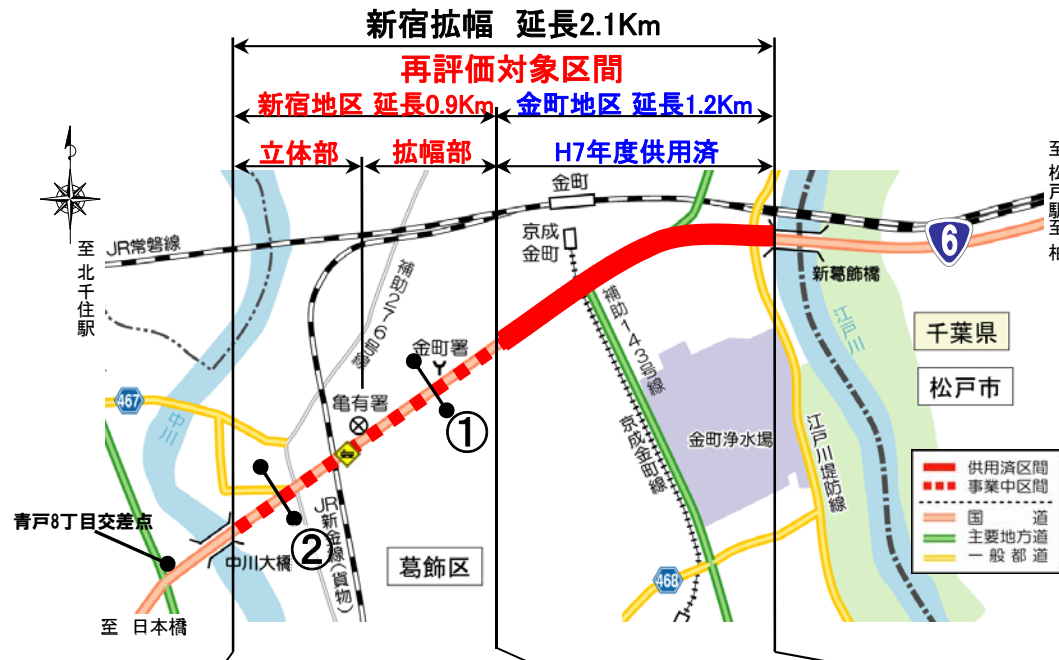 新宿拡幅 延長2.1Km
再評価対象区間
新宿地区 延長0.9Km
金町地区 延長1.2Km
立体部
拡幅部
H7年度供用済
至 松戸駅
至 柏
金町
京成金町
JR常磐線
至 北千住駅
補助276号線
6
新葛飾橋
江戸川
千葉県
松戸市
補助143号線
金町署
467
亀有署
①
中川
京成金町線
金町浄水場
江戸川堤防線
供用済区間
事業中区間
国道
主要地方道
一般都道
青戸8丁目交差点
②
中川大橋
JR新金線(貨物)
葛飾区
468
至 日本橋